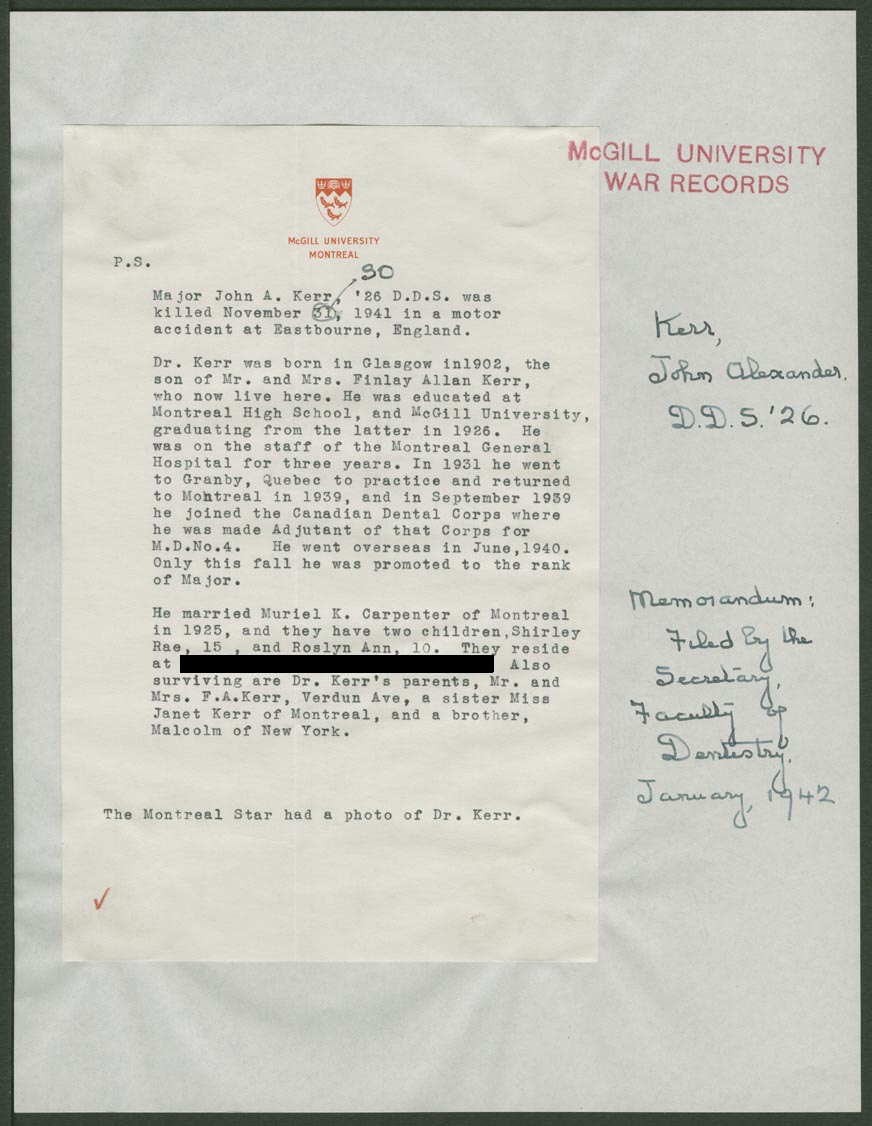 McGILL UNIVERSITY
WAR RECORDS
McGILL UNIVERSITY
MONTREAL
P.S.
30
Major John A. Kerr, '26 D.D.S. was
killed November 31, 1941 in a motor
accident at Eastbourne, England.
Dr. Kerr was born in Glasgow in1902, the
son of Mr. and Mrs. Finlay Allan Kerr,
who now live here. He was educated at
Montreal High School, and McGill University,
graduating from the latter in 1926. He
was on the staff of the Montreal General
Hospital for three years. In 1931 he went
to Granby, Quebec to practice and returned
to Montreal in 1939, and in September 1939
he joined the Canadian Dental Corps where
he was made Adjutant of that Corps for
M.D.No.4. He went overseas in June,1940.
Only this fall he was promoted to the rank
of Major.
He married Muriel K. Carpenter of Montreal
in 1925, and they have two children,Shirley
Rae, 15 , and Roslyn Ann, 10. They reside
at Also
surviving are Dr. Kerr's parents, Mr. and
Mrs. F.A.Kerr, Verdun Ave, a sister Miss
Janet Kerr of Montreal, and a brother,
Malcolm of New York.
The Montreal Star had a photo of Dr. Kerr.
Kerr,
John Alexander.
D.D.S.'26.
Memorandum:
Filed by the
Secretary,
Faculty of
Dentistry.
January, 1942